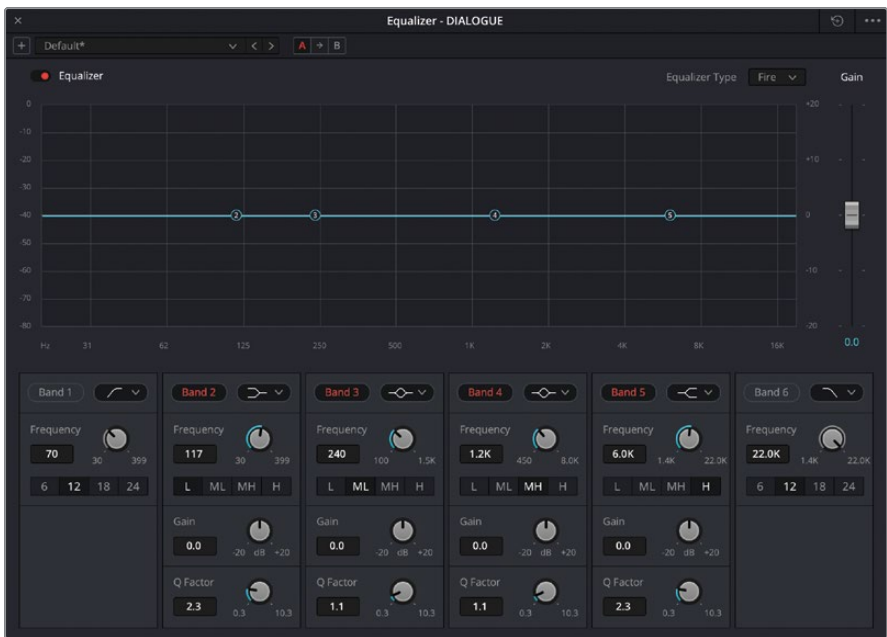 Equalizer - DIALOGUE
Default*
A B
Equalizer
Equalizer Type Fire Gain
0 +20
-10
-20 +10
-30
-40 2 3 4 5 0
-50
-60 -10
-70
-80 -20
Hz 31 62 125 250 500 1K 2K 4K 8K 16K 0.0
Band 1 Band 2 Band 3 Band 4 Band 5 Band 6
Frequency Frequency Frequency Frequency Frequency Frequency
70 30 399 117 30 399 240 100 1.5K 1.2K 450 8.0K 6.0K 1.4K 22.0K 22.0K 1.4K 22.0K
6 12 18 24 L ML MH H L ML MH H L ML MH H L ML MH H 6 12 18 24
Gain Gain Gain Gain
0.0 -20 dB +20 0.0 -20 dB +20 0.0 -20 dB +20 0.0 -20 dB +20
Q Factor Q Factor Q Factor Q Factor
2.3 0.3 10.3 1.1 0.3 10.3 1.1 0.3 10.3 2.3 0.3 10.3